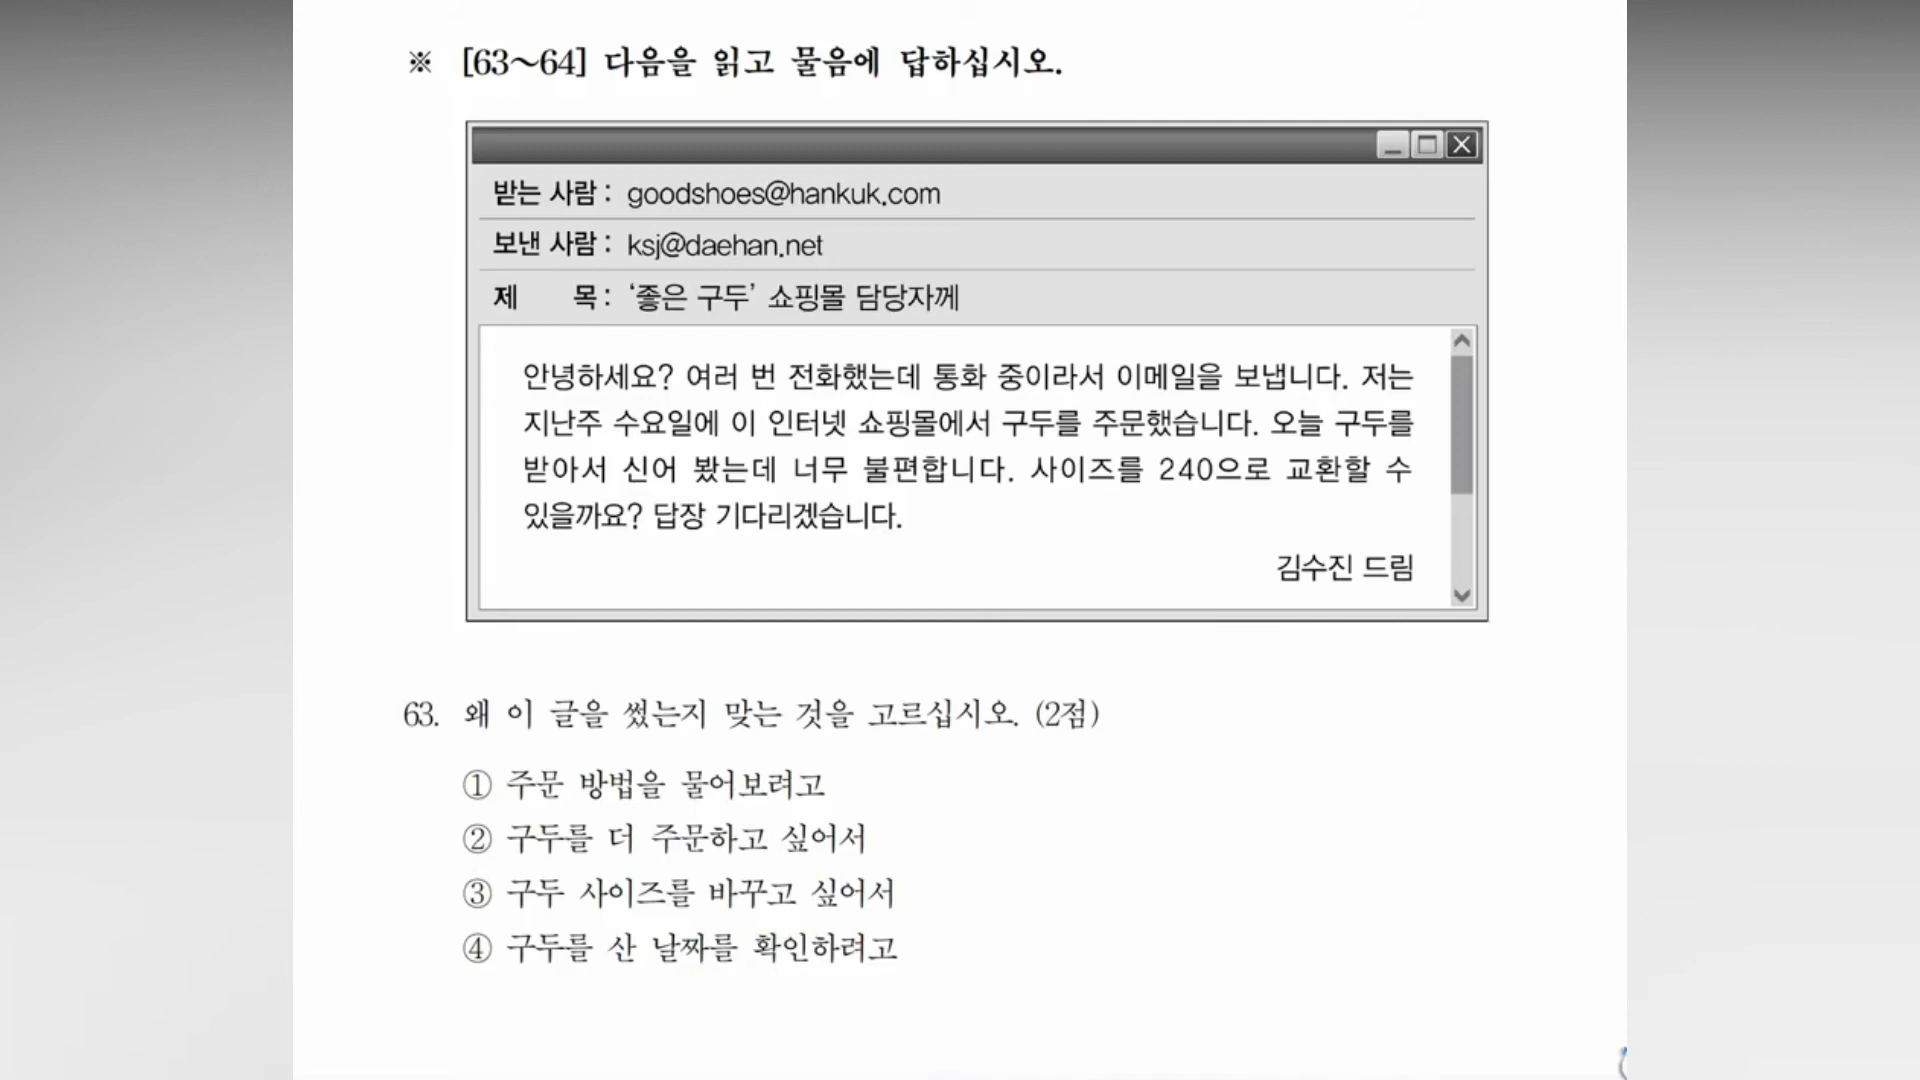 ※ [63~64] 다음을 읽고 물음에 답하십시오.
받는 사람 : goodshoes@hankuk.com
보낸 사람 : ksj@daehan.net
제 목 : ‘좋은 구두’ 쇼핑몰 담당자께
안녕하세요? 여러 번 전화했는데 통화 중이라서 이메일을 보냅니다. 저는
지난주 수요일에 이 인터넷 쇼핑몰에서 구두를 주문했습니다. 오늘 구두를
받아서 신어 봤는데 너무 불편합니다. 사이즈를 240으로 교환할 수
있을까요? 답장 기다리겠습니다.
김수진 드림
63. 왜 이 글을 썼는지 맞는 것을 고르십시오. (2점)
① 주문 방법을 물어보려고
② 구두를 더 주문하고 싶어서
③ 구두 사이즈를 바꾸고 싶어서
④ 구두를 산 날짜를 확인하려고